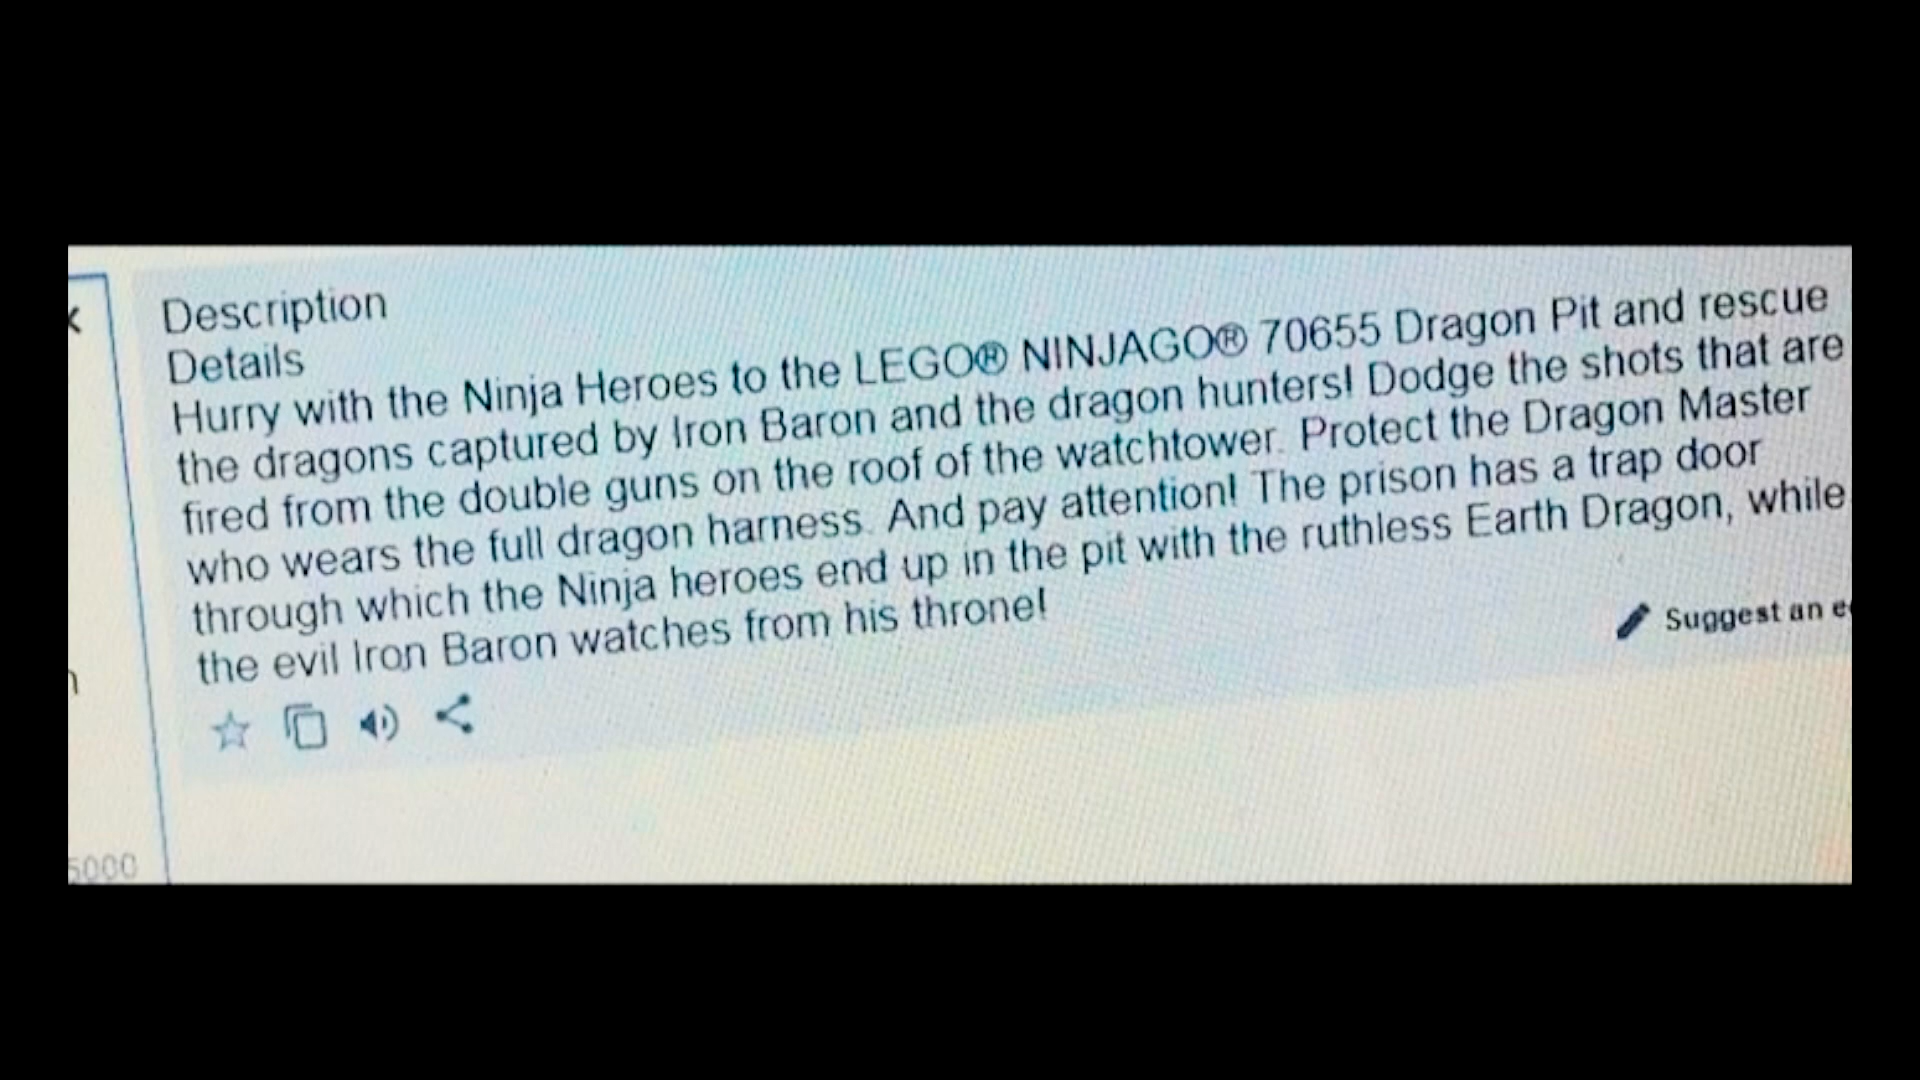 Description
Details
Hurry with the Ninja Heroes to the LEGO® NINJAGO® 70655 Dragon Pit and rescue
the dragons captured by Iron Baron and the dragon hunters! Dodge the shots that are
fired from the double guns on the roof of the watchtower. Protect the Dragon Master
who wears the full dragon harness. And pay attention! The prison has a trap door
through which the Ninja heroes end up in the pit with the ruthless Earth Dragon, while
the evil Iron Baron watches from his throne!
Suggest an
5000